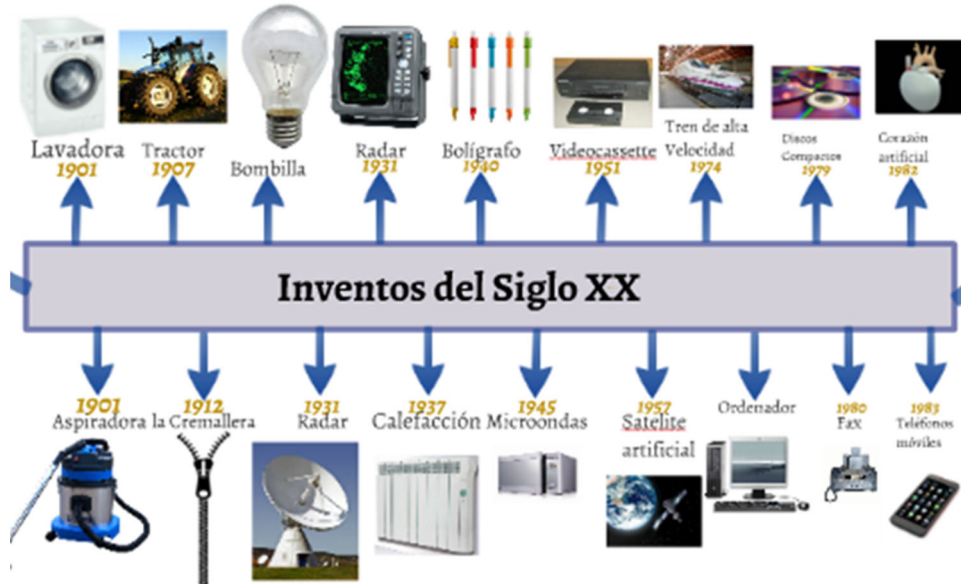 Lavadora
1901
Tractor
1907
Bombilla
Radar
1931
Bolígrafo
1940
Videocassette
1951
Tren de alta
Velocidad
1974
Discos
Compactos
1979
Corazón
artificial
1982
Inventos del Siglo XX
1901
Aspiradora
1912
la Cremallera
1931
Radar
1937
Calefacción
1945
Microondas
1957
Satelite
artificial
Ordenador
1980
Fax
1983
Teléfonos
móviles